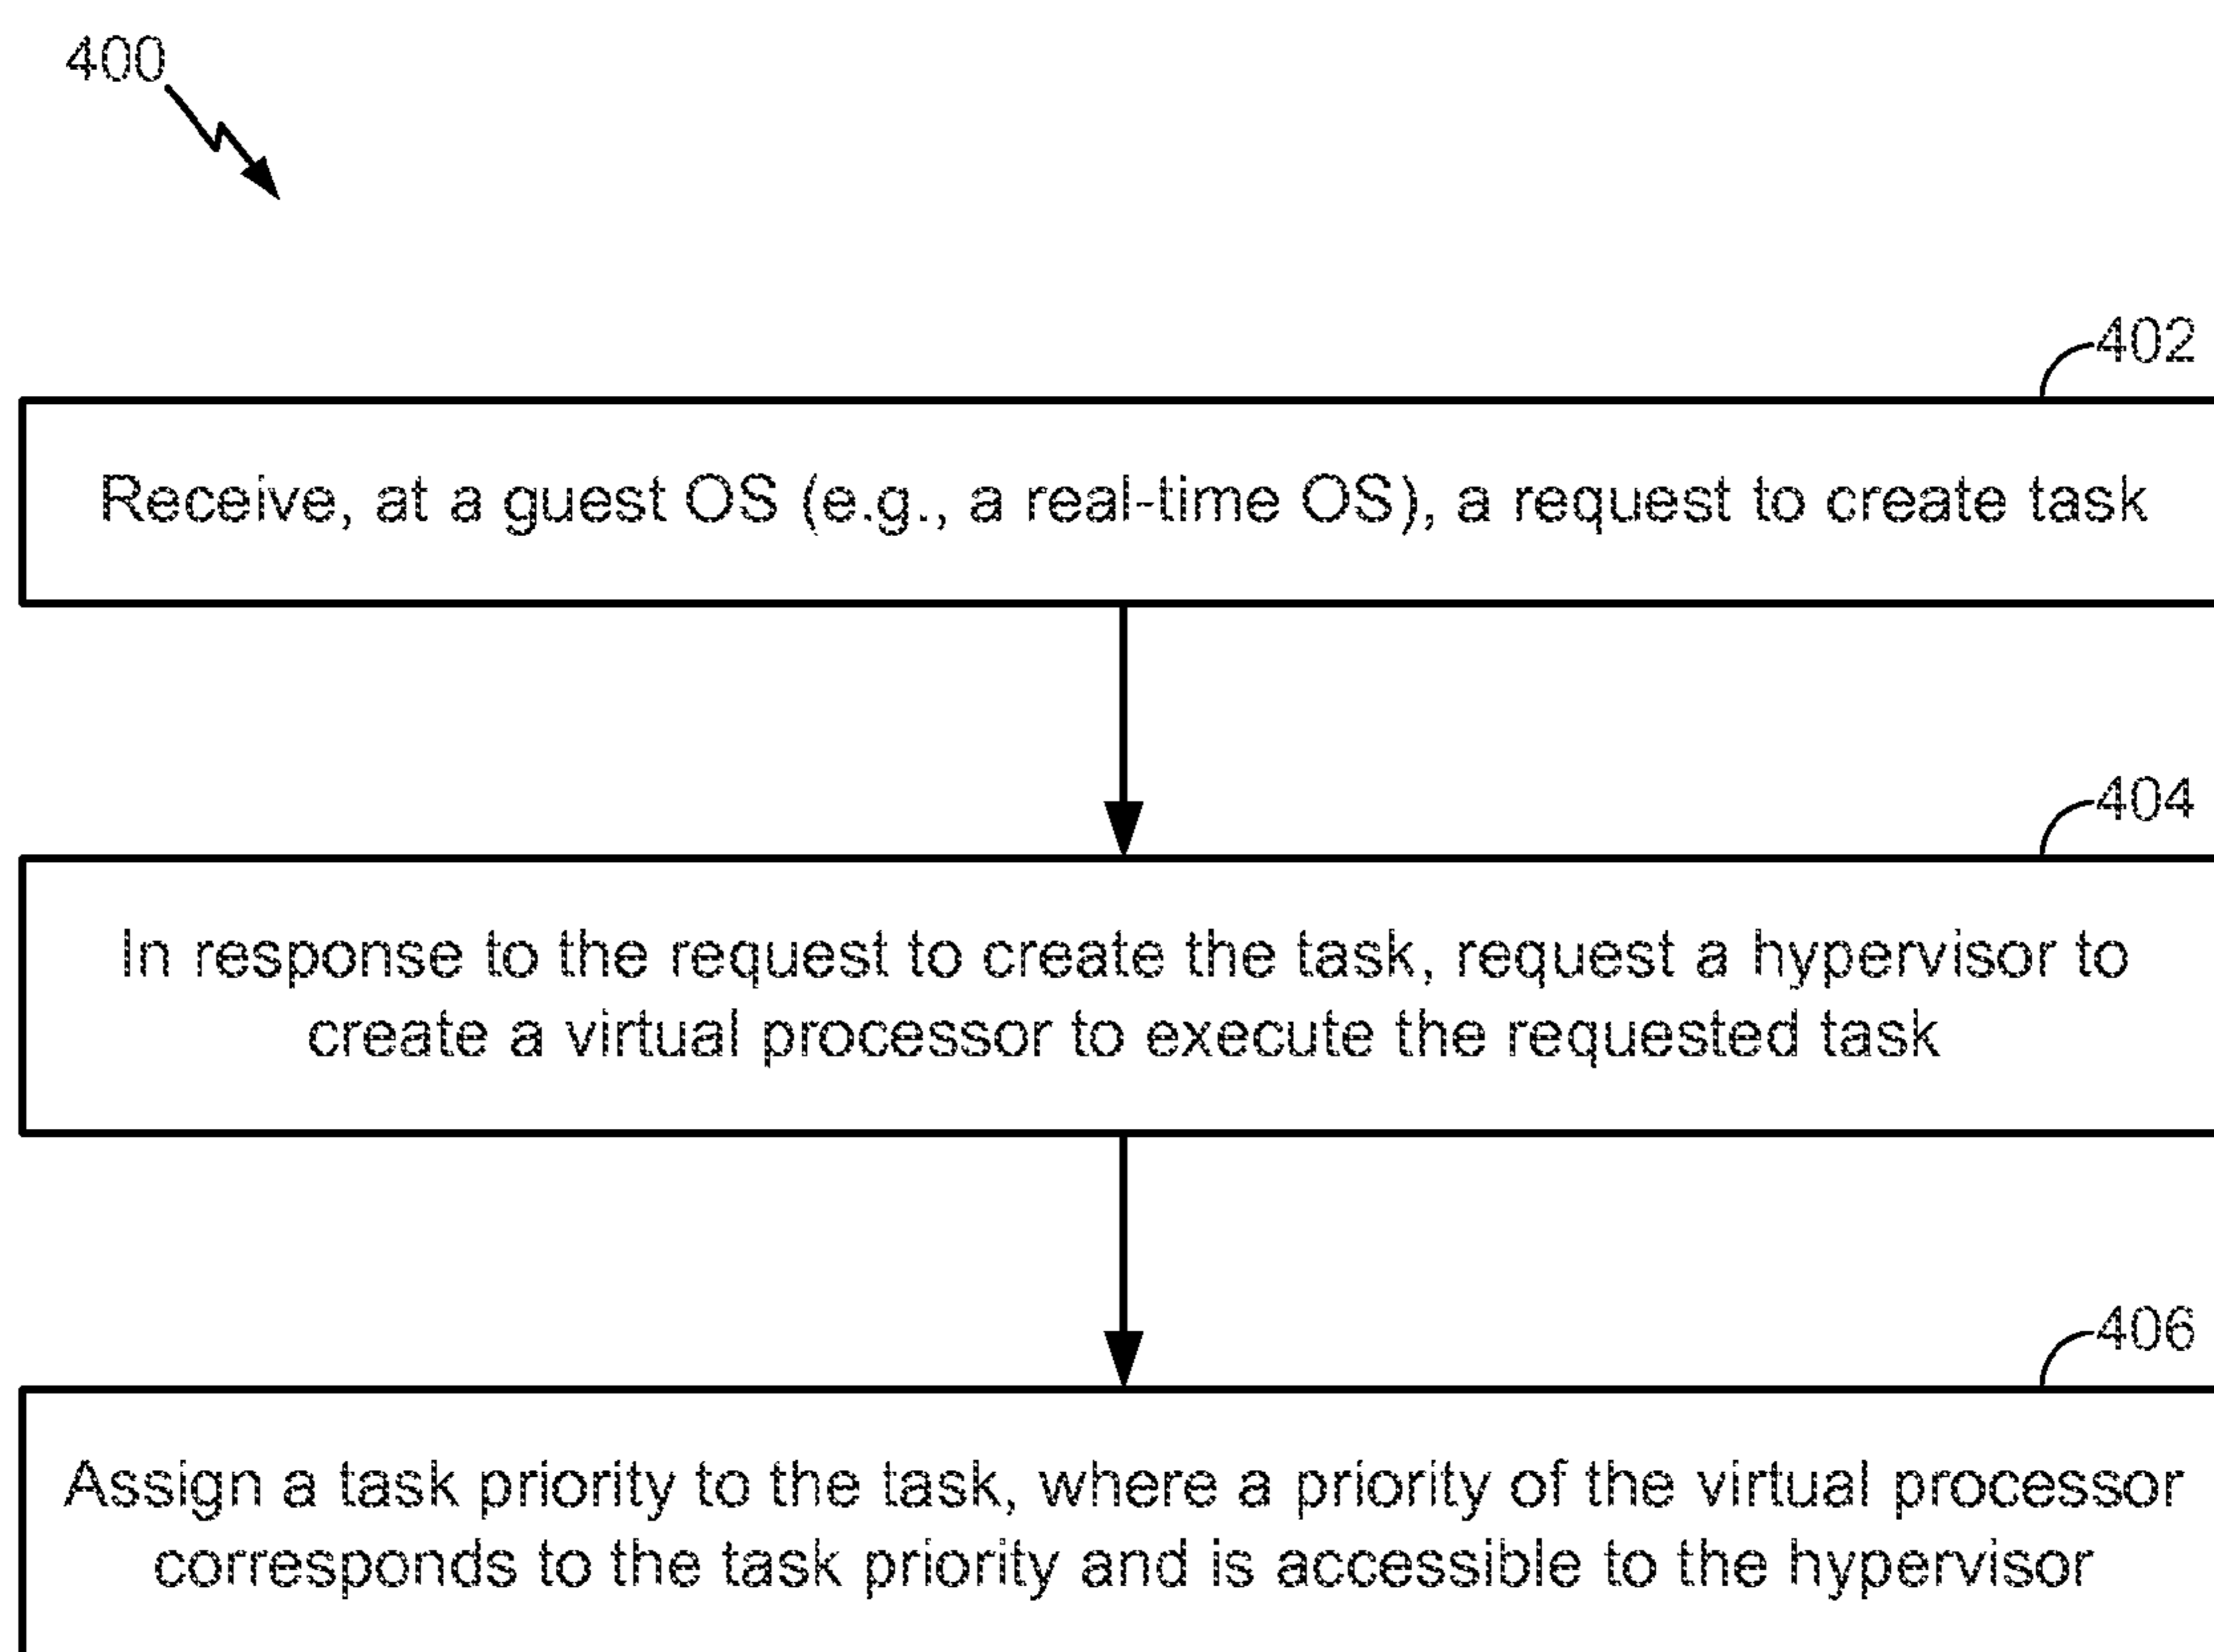 400
402
Receive, at a guest OS (e.g., a real-time OS), a request to create task
404
In response to the request to create the task, request a hypervisor to
create a virtual processor to execute the requested task
406
Assign a task priority to the task, where a priority of the virtual processor
corresponds to the task priority and is accessible to the hypervisor